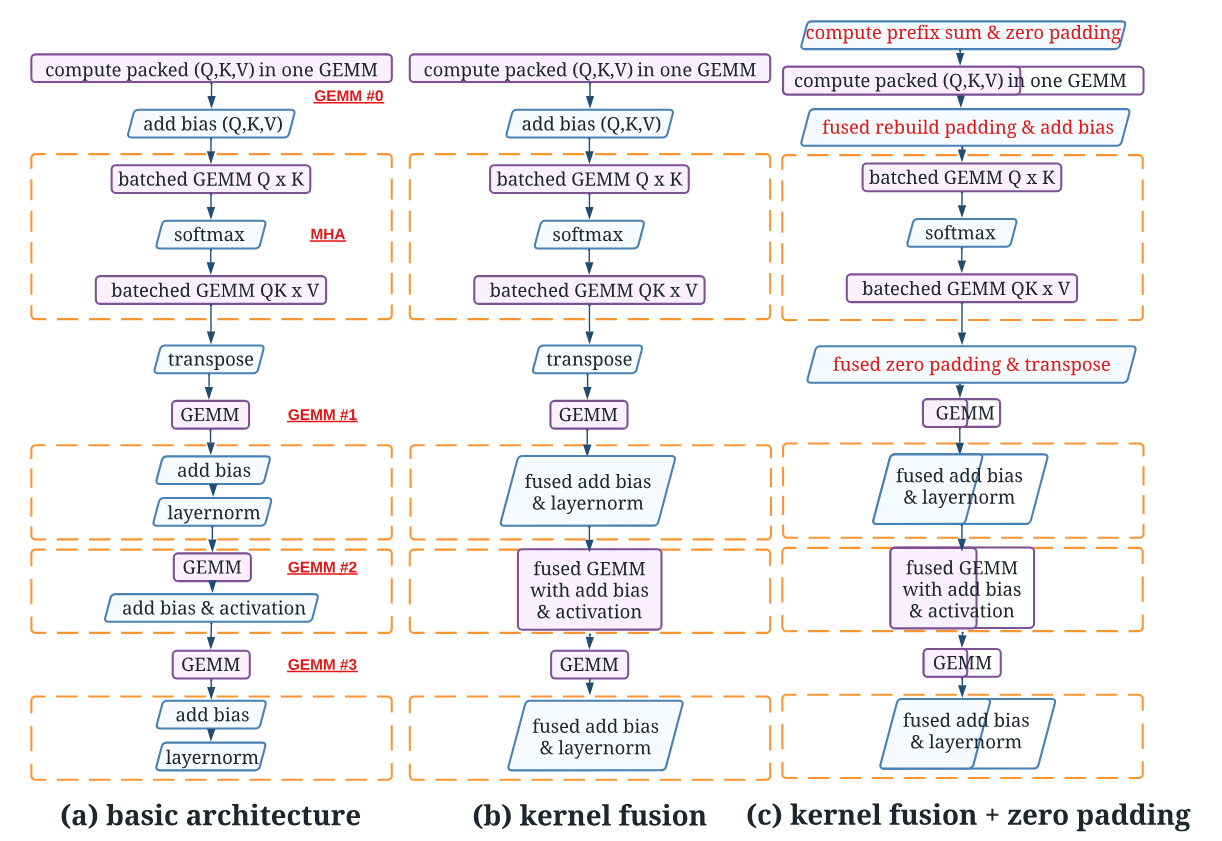 compute packed (Q,K,V) in one GEMM
GEMM #0
add bias (Q,K,V)
batched GEMM Q x K
softmax
MHA
bateched GEMM QK x V
transpose
GEMM
GEMM #1
add bias
layernorm
GEMM
GEMM #2
add bias & activation
GEMM
GEMM #3
add bias
layernorm
(a) basic architecture
compute packed (Q,K,V) in one GEMM
add bias (Q,K,V)
batched GEMM Q x K
softmax
bateched GEMM QK x V
transpose
GEMM
fused add bias
& layernorm
fused GEMM
with add bias
& activation
GEMM
fused add bias
& layernorm
(b) kernel fusion
compute prefix sum & zero padding
compute packed (Q,K,V) in one GEMM
fused rebuild padding & add bias
batched GEMM Q x K
softmax
bateched GEMM QK x V
fused zero padding & transpose
GEMM
fused add bias
& layernorm
fused GEMM
with add bias
& activation
GEMM
fused add bias
& layernorm
(c) kernel fusion + zero padding